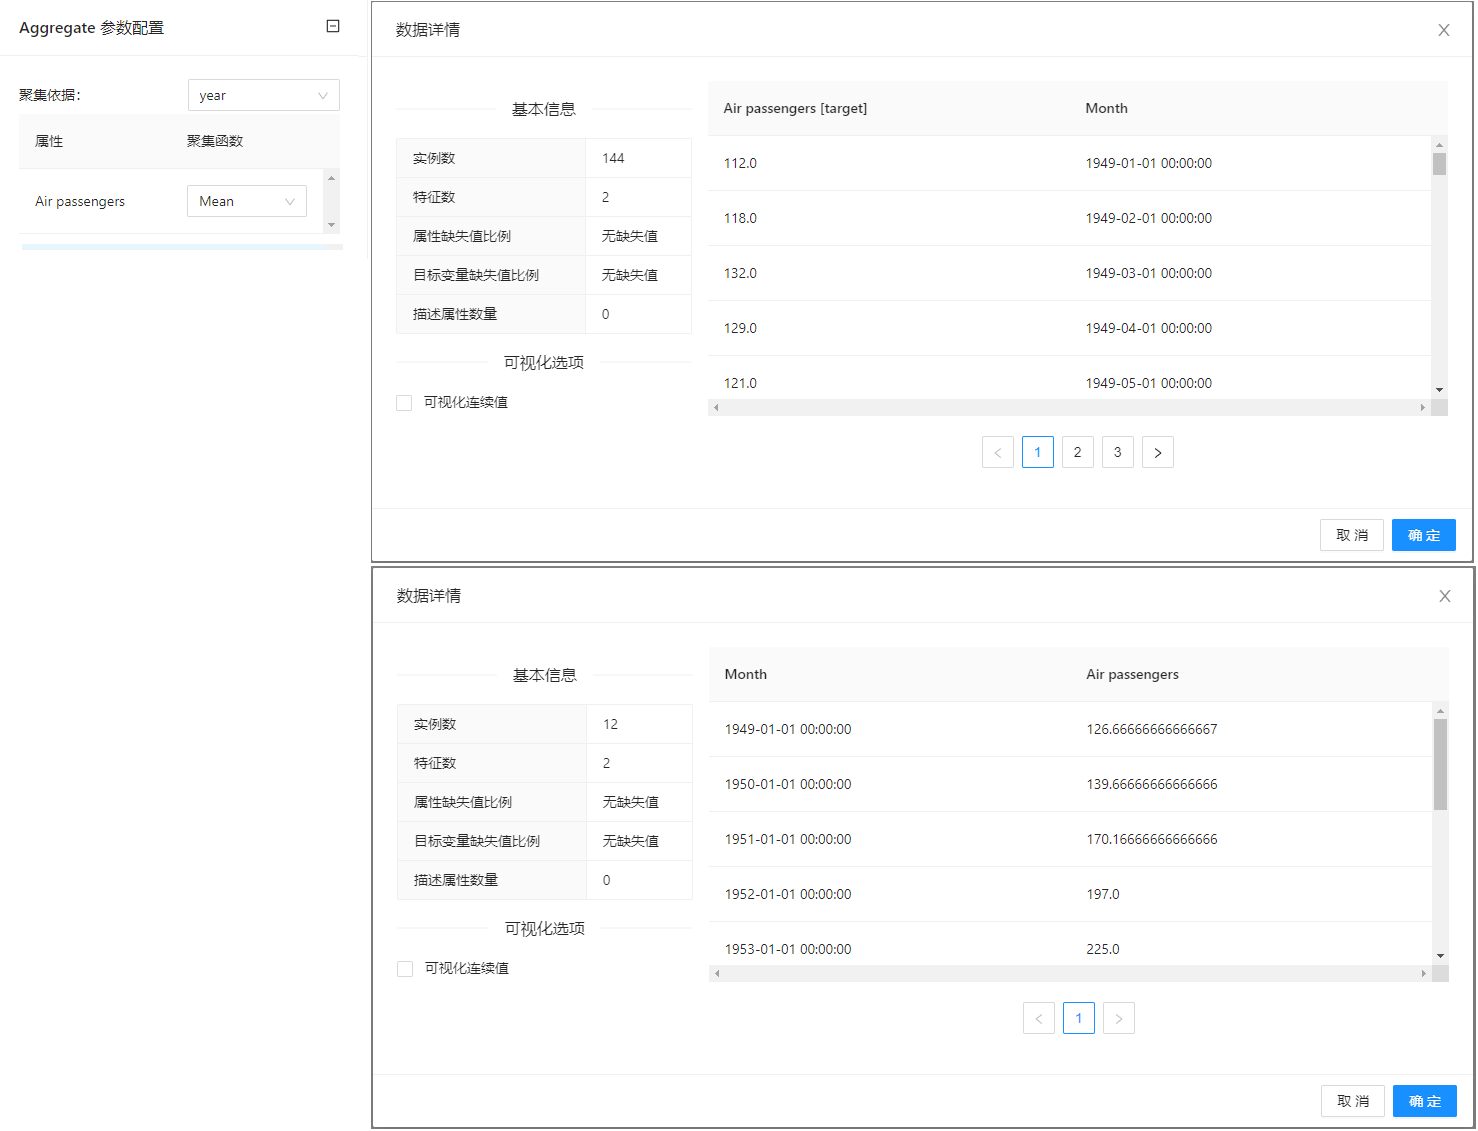 Aggregate 参数配置
聚集依据:
year
属性 聚集函数
Air passengers Mean
数据详情
基本信息
实例数 144
特征数 2
属性缺失值比例 无缺失值
目标变量缺失值比例 无缺失值
描述属性数量 0
可视化选项
可视化连续值
Air passengers [target] Month
112.0 1949-01-01 00:00:00
118.0 1949-02-01 00:00:00
132.0 1949-03-01 00:00:00
129.0 1949-04-01 00:00:00
121.0 1949-05-01 00:00:00
< 1 2 3 >
取 消 确 定
数据详情
基本信息
实例数 12
特征数 2
属性缺失值比例 无缺失值
目标变量缺失值比例 无缺失值
描述属性数量 0
可视化选项
可视化连续值
Month Air passengers
1949-01-01 00:00:00 126.66666666666667
1950-01-01 00:00:00 139.66666666666666
1951-01-01 00:00:00 170.16666666666666
1952-01-01 00:00:00 197.0
1953-01-01 00:00:00 225.0
< 1 >
取 消 确 定